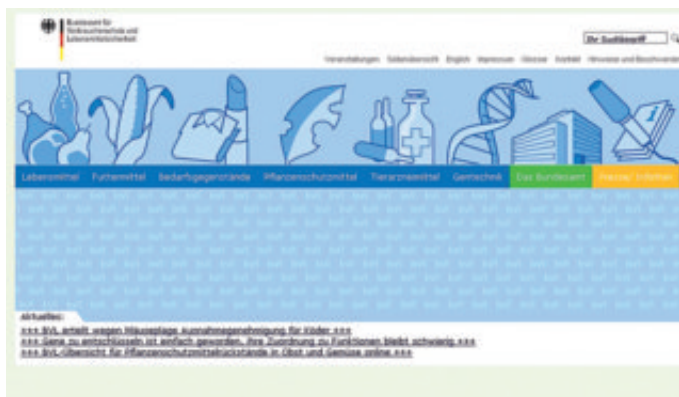 Bundesamt für
Verbraucherschutz und
Lebensmittelsicherheit
Ihr Suchbegriff
Veranstaltungen Seitenübersicht English Impressum Glossar Kontakt Hinweise und Beschwerden
Lebensmittel Futtermittel Bedarfsgegenstände Pflanzenschutzmittel Tierarzneimittel Gentechnik Das Bundesamt Presse/ Infothek
Aktuelles:
+++ BVL erteilt wegen Mäuseplage Ausnahmegenehmigung für Köder +++
+++ Gene zu entschlüsseln ist einfach geworden, ihre Zuordnung zu Funktionen bleibt schwierig +++
+++ BVL-Übersicht für Pflanzenschutzmittelrückstände in Obst und Gemüse online +++